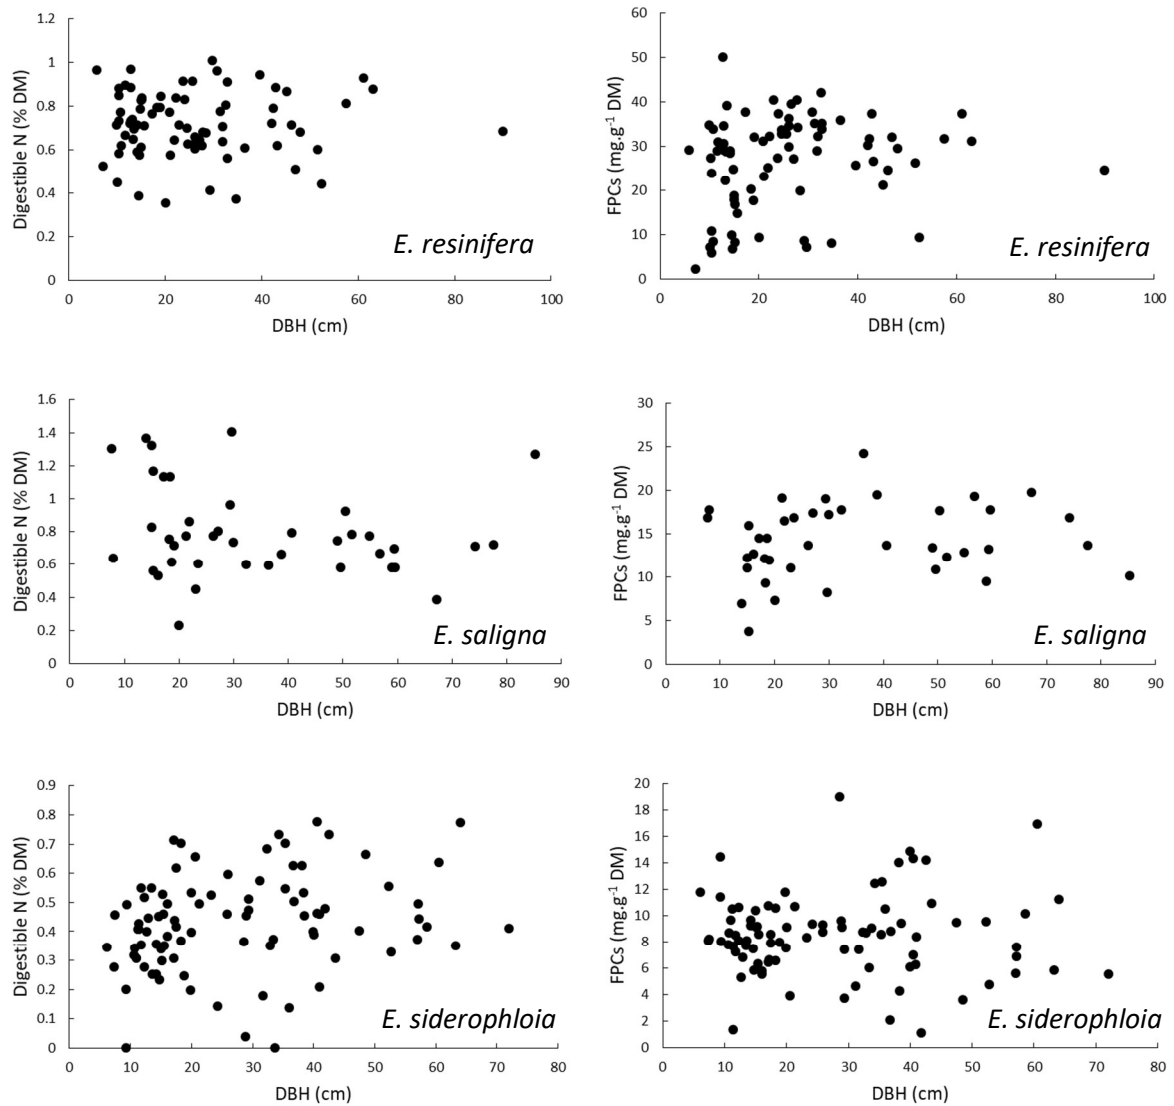 1.2
1
0.8
0.6
0.4
0.2
0
Digestible N (% DM)
E. resinifera
0 20 40 60 80 100
DBH (cm)
60
50
40
30
20
10
0
FPCs (mg.g⁻¹ DM)
E. resinifera
0 20 40 60 80 100
DBH (cm)
1.6
1.4
1.2
1
0.8
0.6
0.4
0.2
0
Digestible N (% DM)
E. saligna
0 10 20 30 40 50 60 70 80 90
DBH (cm)
30
25
20
15
10
5
0
FPCs (mg.g⁻¹ DM)
E. saligna
0 10 20 30 40 50 60 70 80 90
DBH (cm)
0.9
0.8
0.7
0.6
0.5
0.4
0.3
0.2
0.1
0
Digestible N (% DM)
E. siderophloia
0 10 20 30 40 50 60 70 80
DBH (cm)
20
18
16
14
12
10
8
6
4
2
0
FPCs (mg.g⁻¹ DM)
E. siderophloia
0 10 20 30 40 50 60 70 80
DBH (cm)